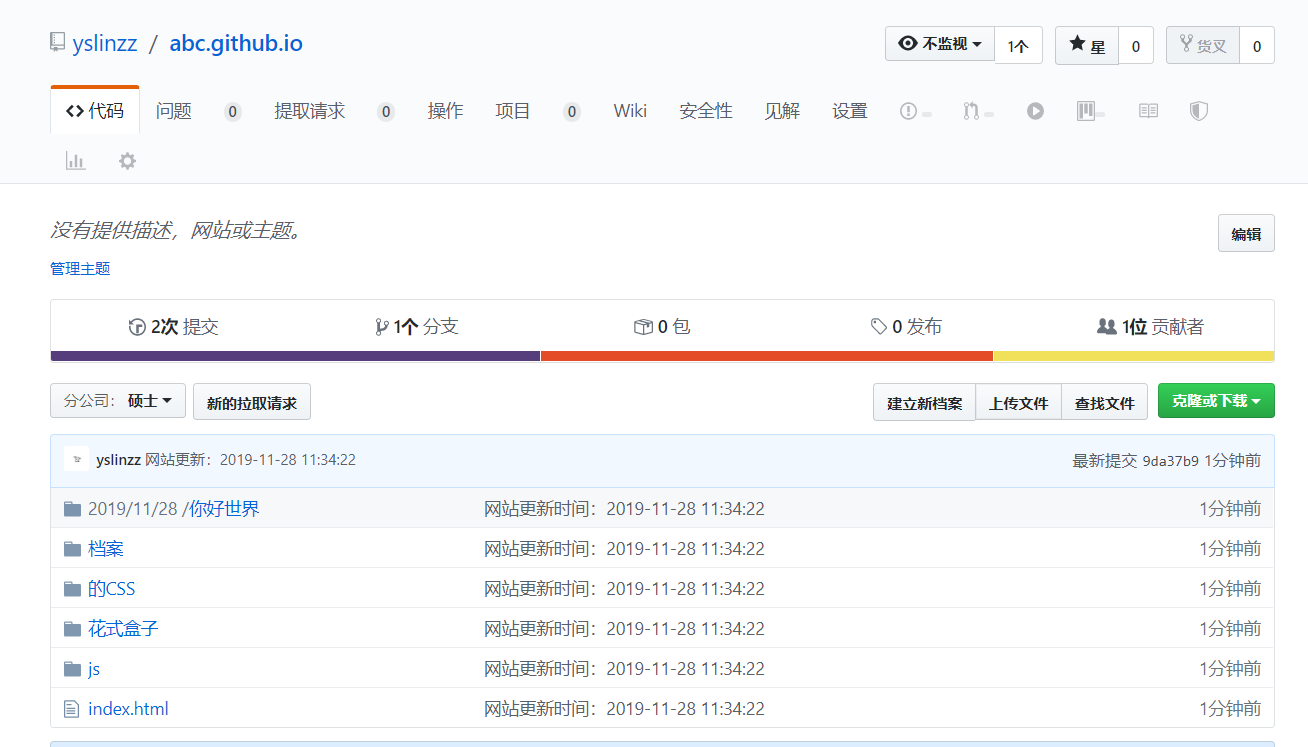 yslinzz / abc.github.io
不监视 1个 星 0 货叉 0
代码 问题 0 提取请求 0 操作 项目 0 Wiki 安全性 见解 设置
没有提供描述，网站或主题。
编辑
管理主题
2次 提交 1个 分支 0 包 0 发布 1位 贡献者
分公司： 硕士 新的拉取请求 建立新档案 上传文件 查找文件 克隆或下载
yslinzz 网站更新：2019-11-28 11:34:22 最新提交 9da37b9 1分钟前
2019/11/28 /你好世界 网站更新时间：2019-11-28 11:34:22 1分钟前
档案 网站更新时间：2019-11-28 11:34:22 1分钟前
的CSS 网站更新时间：2019-11-28 11:34:22 1分钟前
花式盒子 网站更新时间：2019-11-28 11:34:22 1分钟前
js 网站更新时间：2019-11-28 11:34:22 1分钟前
index.html 网站更新时间：2019-11-28 11:34:22 1分钟前